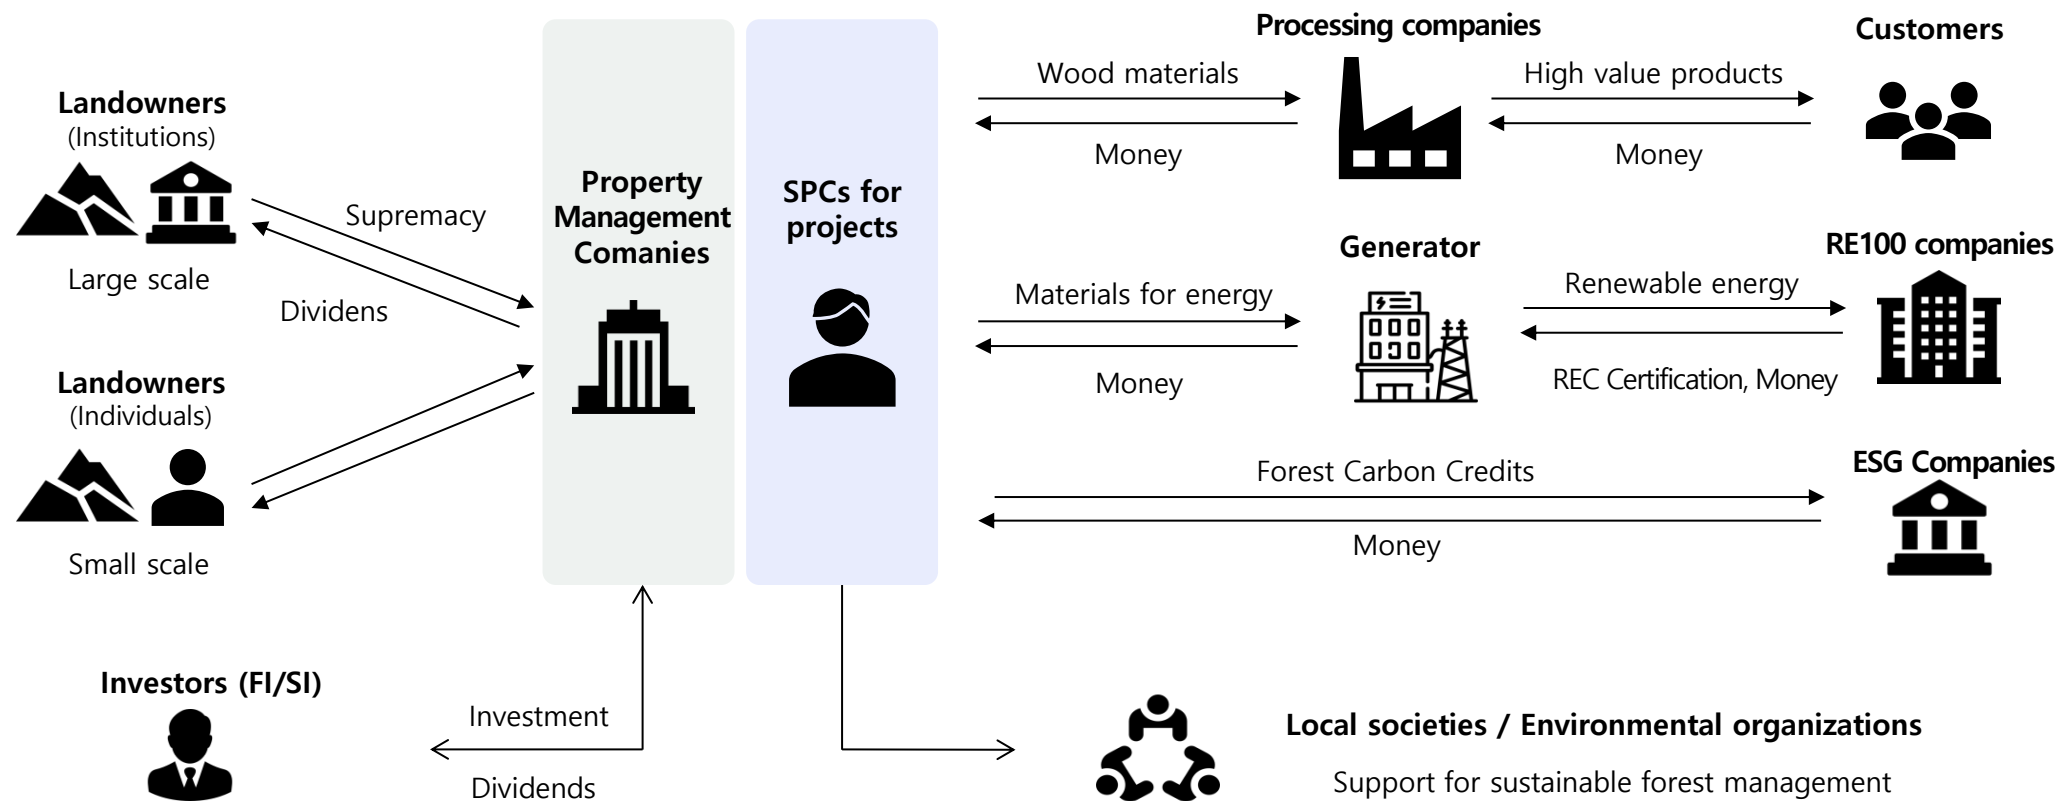 Landowners
(Institutions)
Large scale
Supremacy
Dividens
Landowners
(Individuals)
Small scale
Property
Management
Comanies
SPCs for
projects
Processing companies
Customers
Wood materials
Money
High value products
Money
Generator
RE100 companies
Materials for energy
Money
Renewable energy
REC Certification, Money
ESG Companies
Forest Carbon Credits
Money
Investors (FI/SI)
Investment
Dividends
Local societies / Environmental organizations
Support for sustainable forest management